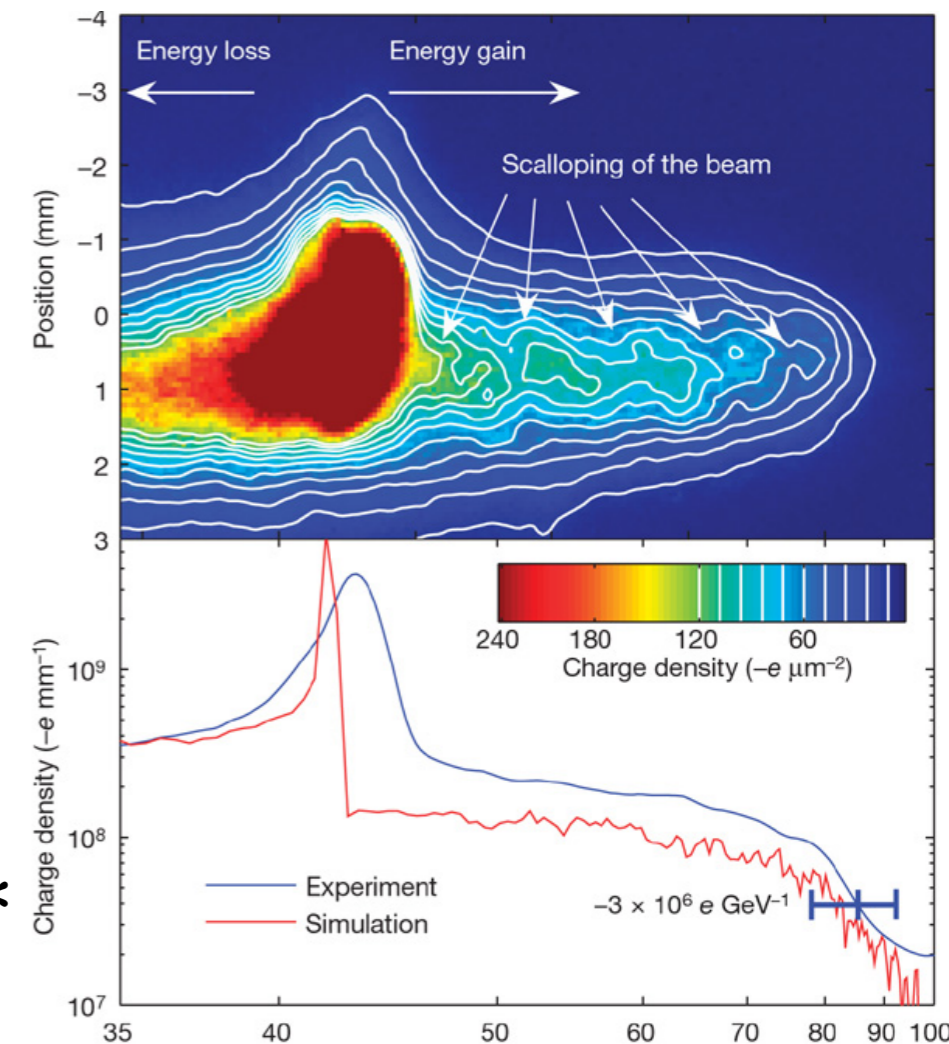 −4
Energy loss
Energy gain
−3
−2
Scalloping of the beam
−1
0
1
2
3
Position (mm)
240 180 120 60
Charge density (–e μm⁻²)
10⁹
10⁸
10⁷
Charge density (–e mm⁻¹)
*
Experiment
Simulation
–3 × 10⁶ e GeV⁻¹
35 40 50 60 70 80 90 100